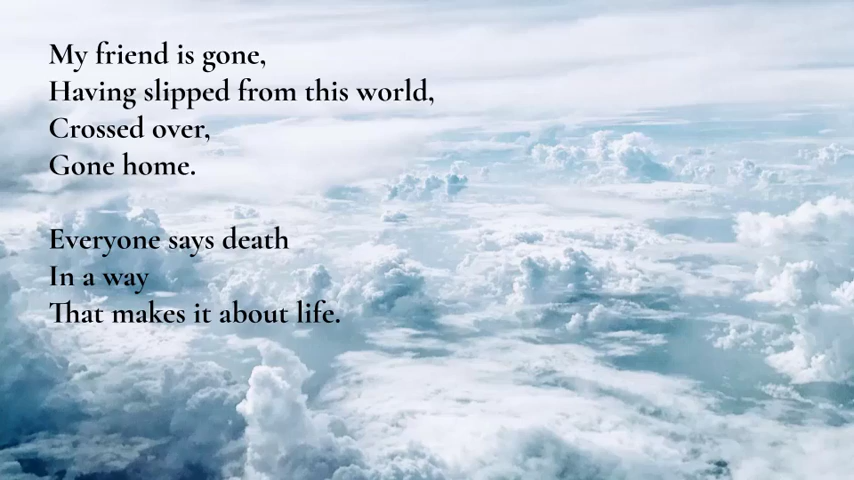 My friend is gone,
Having slipped from this world,
Crossed over,
Gone home.
Everyone says death
In a way
That makes it about life.